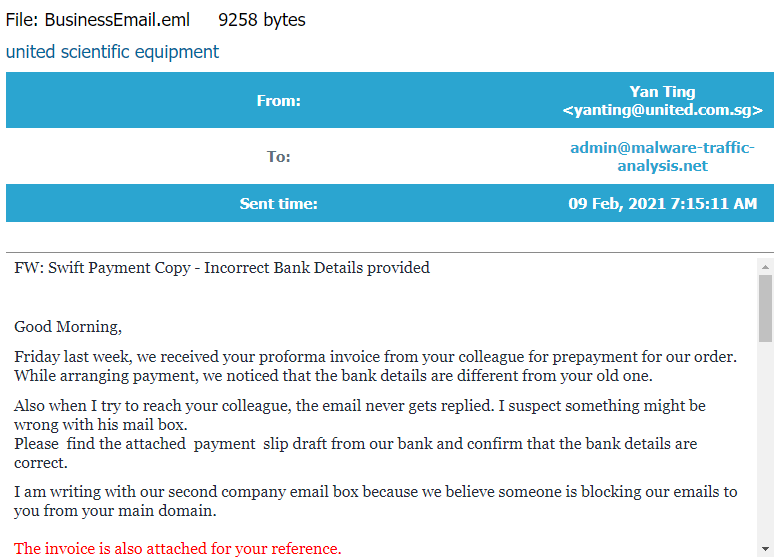 File: BusinessEmail.eml 9258 bytes
united scientific equipment
From:
Yan Ting
<yanting@united.com.sg>
To:
admin@malware-traffic-
analysis.net
Sent time:
09 Feb, 2021 7:15:11 AM
FW: Swift Payment Copy - Incorrect Bank Details provided
Good Morning,
Friday last week, we received your proforma invoice from your colleague for prepayment for our order.
While arranging payment, we noticed that the bank details are different from your old one.
Also when I try to reach your colleague, the email never gets replied. I suspect something might be
wrong with his mail box.
Please find the attached payment slip draft from our bank and confirm that the bank details are
correct.
I am writing with our second company email box because we believe someone is blocking our emails to
you from your main domain.
The invoice is also attached for your reference.